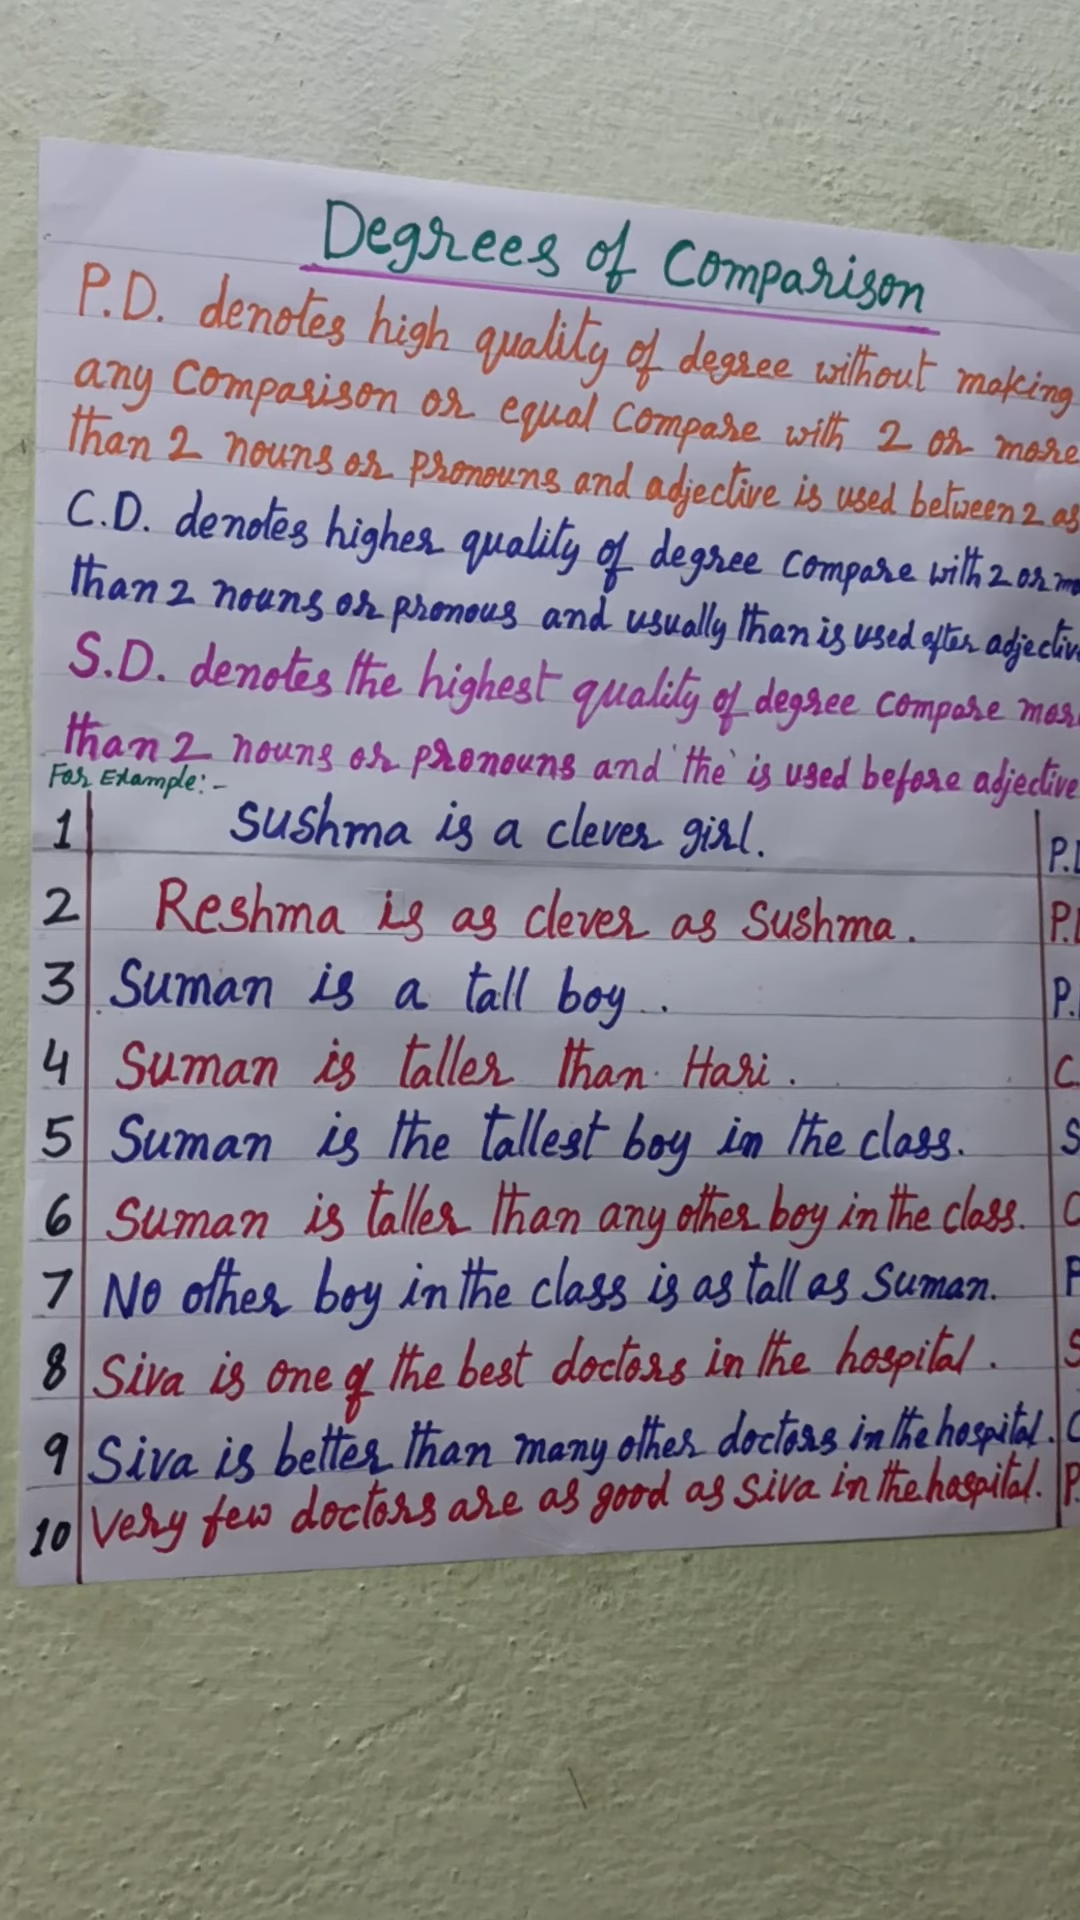 Degrees of Comparison
P.D. denotes high quality of degree without making
any Comparison or equal Compare with 2 or more
than 2 nouns or pronouns and adjective is used between 2 as
C.D. denotes higher quality of degree Compare with 2 or mo
than 2 nouns or pronous and usually than is used after adjectiv
S.D. denotes the highest quality of degree Compare mor
than 2 nouns or pronouns and 'the' is used before adjective
For Example:-
1 Sushma is a clever girl. P.D
2 Reshma is as clever as Sushma. P.D
3 Suman is a tall boy. P.
4 Suman is taller than Hari. C.
5 Suman is the tallest boy in the class. S
6 Suman is taller than any other boy in the class. C
7 No other boy in the class is as tall as Suman. P
8 Siva is one of the best doctors in the hospital. S
9 Siva is better than many other doctors in the hospital. C
10 Very few doctors are as good as Siva in the hospital. P.